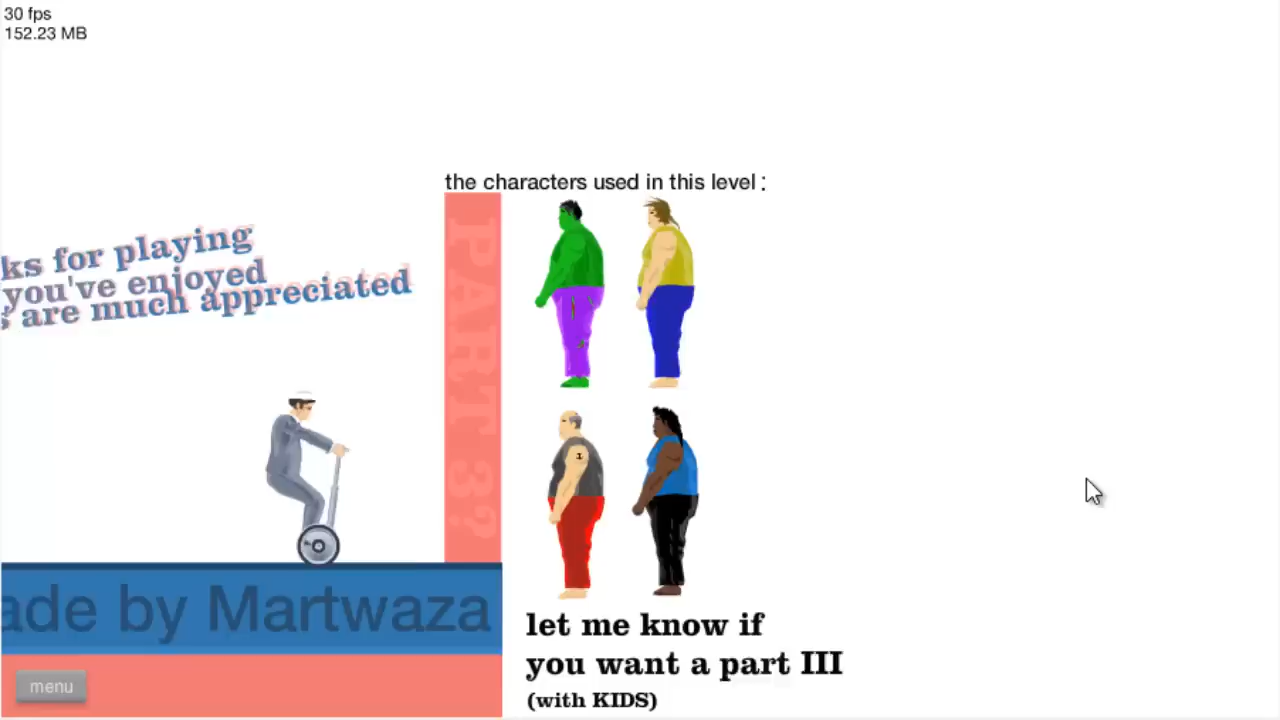 30 fps
152.23 MB
the characters used in this level :
ks for playing
you've enjoyed
s are much appreciated
PART 3?
ade by Martwaza
let me know if
you want a part III
(with KIDS)
menu